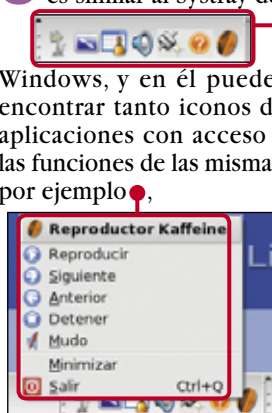 es similar al systray de
Windows, y en él puede
encontrar tanto iconos d
aplicaciones con acceso
las funciones de las misma
por ejemplo ,
Reproductor Kaffeine
Reproducir
Siguiente
Anterior
Detener
Mudo
Minimizar
Salir Ctrl+Q
Li